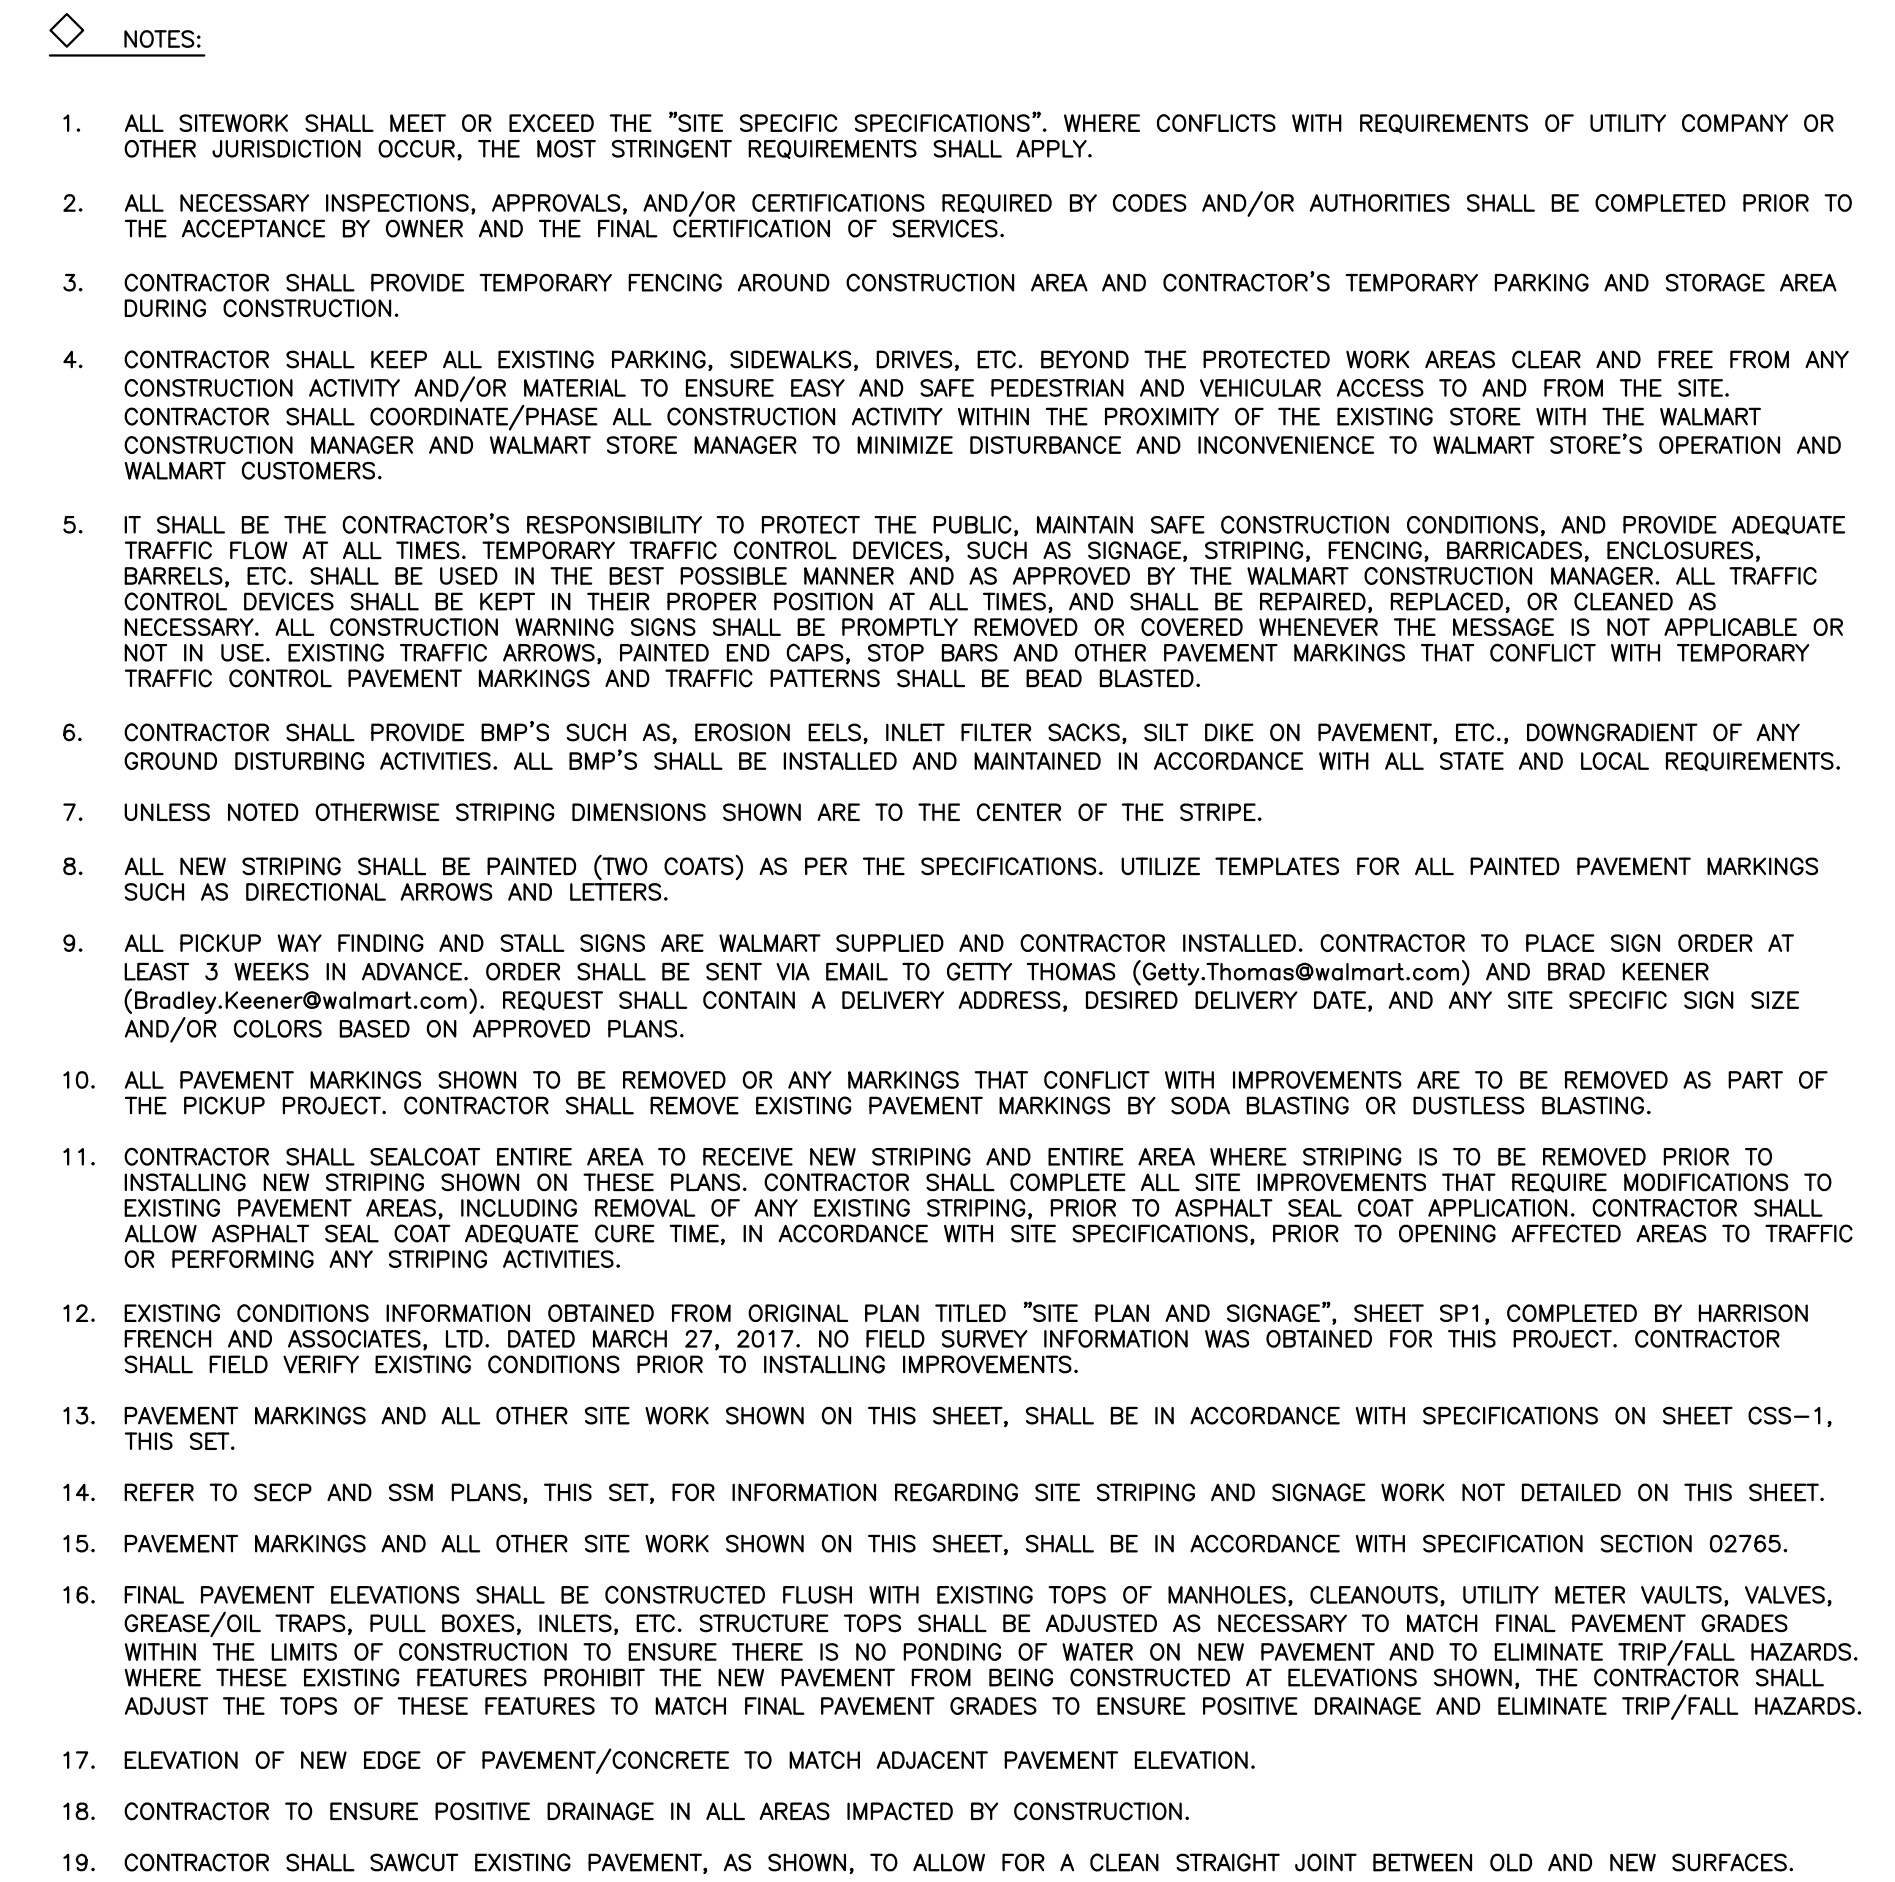 NOTES:
1. ALL SITEWORK SHALL MEET OR EXCEED THE "SITE SPECIFIC SPECIFICATIONS". WHERE CONFLICTS WITH REQUIREMENTS OF UTILITY COMPANY OR
OTHER JURISDICTION OCCUR, THE MOST STRINGENT REQUIREMENTS SHALL APPLY.
2. ALL NECESSARY INSPECTIONS, APPROVALS, AND/OR CERTIFICATIONS REQUIRED BY CODES AND/OR AUTHORITIES SHALL BE COMPLETED PRIOR TO
THE ACCEPTANCE BY OWNER AND THE FINAL CERTIFICATION OF SERVICES.
3. CONTRACTOR SHALL PROVIDE TEMPORARY FENCING AROUND CONSTRUCTION AREA AND CONTRACTOR'S TEMPORARY PARKING AND STORAGE AREA
DURING CONSTRUCTION.
4. CONTRACTOR SHALL KEEP ALL EXISTING PARKING, SIDEWALKS, DRIVES, ETC. BEYOND THE PROTECTED WORK AREAS CLEAR AND FREE FROM ANY
CONSTRUCTION ACTIVITY AND/OR MATERIAL TO ENSURE EASY AND SAFE PEDESTRIAN AND VEHICULAR ACCESS TO AND FROM THE SITE.
CONTRACTOR SHALL COORDINATE/PHASE ALL CONSTRUCTION ACTIVITY WITHIN THE PROXIMITY OF THE EXISTING STORE WITH THE WALMART
CONSTRUCTION MANAGER AND WALMART STORE MANAGER TO MINIMIZE DISTURBANCE AND INCONVENIENCE TO WALMART STORE'S OPERATION AND
WALMART CUSTOMERS.
5. IT SHALL BE THE CONTRACTOR'S RESPONSIBILITY TO PROTECT THE PUBLIC, MAINTAIN SAFE CONSTRUCTION CONDITIONS, AND PROVIDE ADEQUATE
TRAFFIC FLOW AT ALL TIMES. TEMPORARY TRAFFIC CONTROL DEVICES, SUCH AS SIGNAGE, STRIPING, FENCING, BARRICADES, ENCLOSURES,
BARRELS, ETC. SHALL BE USED IN THE BEST POSSIBLE MANNER AND AS APPROVED BY THE WALMART CONSTRUCTION MANAGER. ALL TRAFFIC
CONTROL DEVICES SHALL BE KEPT IN THEIR PROPER POSITION AT ALL TIMES, AND SHALL BE REPAIRED, REPLACED, OR CLEANED AS
NECESSARY. ALL CONSTRUCTION WARNING SIGNS SHALL BE PROMPTLY REMOVED OR COVERED WHENEVER THE MESSAGE IS NOT APPLICABLE OR
NOT IN USE. EXISTING TRAFFIC ARROWS, PAINTED END CAPS, STOP BARS AND OTHER PAVEMENT MARKINGS THAT CONFLICT WITH TEMPORARY
TRAFFIC CONTROL PAVEMENT MARKINGS AND TRAFFIC PATTERNS SHALL BE BEAD BLASTED.
6. CONTRACTOR SHALL PROVIDE BMP'S SUCH AS, EROSION EELS, INLET FILTER SACKS, SILT DIKE ON PAVEMENT, ETC., DOWNGRADIENT OF ANY
GROUND DISTURBING ACTIVITIES. ALL BMP'S SHALL BE INSTALLED AND MAINTAINED IN ACCORDANCE WITH ALL STATE AND LOCAL REQUIREMENTS.
7. UNLESS NOTED OTHERWISE STRIPING DIMENSIONS SHOWN ARE TO THE CENTER OF THE STRIPE.
8. ALL NEW STRIPING SHALL BE PAINTED (TWO COATS) AS PER THE SPECIFICATIONS. UTILIZE TEMPLATES FOR ALL PAINTED PAVEMENT MARKINGS
SUCH AS DIRECTIONAL ARROWS AND LETTERS.
9. ALL PICKUP WAY FINDING AND STALL SIGNS ARE WALMART SUPPLIED AND CONTRACTOR INSTALLED. CONTRACTOR TO PLACE SIGN ORDER AT
LEAST 3 WEEKS IN ADVANCE. ORDER SHALL BE SENT VIA EMAIL TO GETTY THOMAS (Getty.Thomas@walmart.com) AND BRAD KEENER
(Bradley.Keener@walmart.com). REQUEST SHALL CONTAIN A DELIVERY ADDRESS, DESIRED DELIVERY DATE, AND ANY SITE SPECIFIC SIGN SIZE
AND/OR COLORS BASED ON APPROVED PLANS.
10. ALL PAVEMENT MARKINGS SHOWN TO BE REMOVED OR ANY MARKINGS THAT CONFLICT WITH IMPROVEMENTS ARE TO BE REMOVED AS PART OF
THE PICKUP PROJECT. CONTRACTOR SHALL REMOVE EXISTING PAVEMENT MARKINGS BY SODA BLASTING OR DUSTLESS BLASTING.
11. CONTRACTOR SHALL SEALCOAT ENTIRE AREA TO RECEIVE NEW STRIPING AND ENTIRE AREA WHERE STRIPING IS TO BE REMOVED PRIOR TO
INSTALLING NEW STRIPING SHOWN ON THESE PLANS. CONTRACTOR SHALL COMPLETE ALL SITE IMPROVEMENTS THAT REQUIRE MODIFICATIONS TO
EXISTING PAVEMENT AREAS, INCLUDING REMOVAL OF ANY EXISTING STRIPING, PRIOR TO ASPHALT SEAL COAT APPLICATION. CONTRACTOR SHALL
ALLOW ASPHALT SEAL COAT ADEQUATE CURE TIME, IN ACCORDANCE WITH SITE SPECIFICATIONS, PRIOR TO OPENING AFFECTED AREAS TO TRAFFIC
OR PERFORMING ANY STRIPING ACTIVITIES.
12. EXISTING CONDITIONS INFORMATION OBTAINED FROM ORIGINAL PLAN TITLED "SITE PLAN AND SIGNAGE", SHEET SP1, COMPLETED BY HARRISON
FRENCH AND ASSOCIATES, LTD. DATED MARCH 27, 2017. NO FIELD SURVEY INFORMATION WAS OBTAINED FOR THIS PROJECT. CONTRACTOR
SHALL FIELD VERIFY EXISTING CONDITIONS PRIOR TO INSTALLING IMPROVEMENTS.
13. PAVEMENT MARKINGS AND ALL OTHER SITE WORK SHOWN ON THIS SHEET, SHALL BE IN ACCORDANCE WITH SPECIFICATIONS ON SHEET CSS-1,
THIS SET.
14. REFER TO SECP AND SSM PLANS, THIS SET, FOR INFORMATION REGARDING SITE STRIPING AND SIGNAGE WORK NOT DETAILED ON THIS SHEET.
15. PAVEMENT MARKINGS AND ALL OTHER SITE WORK SHOWN ON THIS SHEET, SHALL BE IN ACCORDANCE WITH SPECIFICATION SECTION 02765.
16. FINAL PAVEMENT ELEVATIONS SHALL BE CONSTRUCTED FLUSH WITH EXISTING TOPS OF MANHOLES, CLEANOUTS, UTILITY METER VAULTS, VALVES,
GREASE/OIL TRAPS, PULL BOXES, INLETS, ETC. STRUCTURE TOPS SHALL BE ADJUSTED AS NECESSARY TO MATCH FINAL PAVEMENT GRADES
WITHIN THE LIMITS OF CONSTRUCTION TO ENSURE THERE IS NO PONDING OF WATER ON NEW PAVEMENT AND TO ELIMINATE TRIP/FALL HAZARDS.
WHERE THESE EXISTING FEATURES PROHIBIT THE NEW PAVEMENT FROM BEING CONSTRUCTED AT ELEVATIONS SHOWN, THE CONTRACTOR SHALL
ADJUST THE TOPS OF THESE FEATURES TO MATCH FINAL PAVEMENT GRADES TO ENSURE POSITIVE DRAINAGE AND ELIMINATE TRIP/FALL HAZARDS.
17. ELEVATION OF NEW EDGE OF PAVEMENT/CONCRETE TO MATCH ADJACENT PAVEMENT ELEVATION.
18. CONTRACTOR TO ENSURE POSITIVE DRAINAGE IN ALL AREAS IMPACTED BY CONSTRUCTION.
19. CONTRACTOR SHALL SAWCUT EXISTING PAVEMENT, AS SHOWN, TO ALLOW FOR A CLEAN STRAIGHT JOINT BETWEEN OLD AND NEW SURFACES.